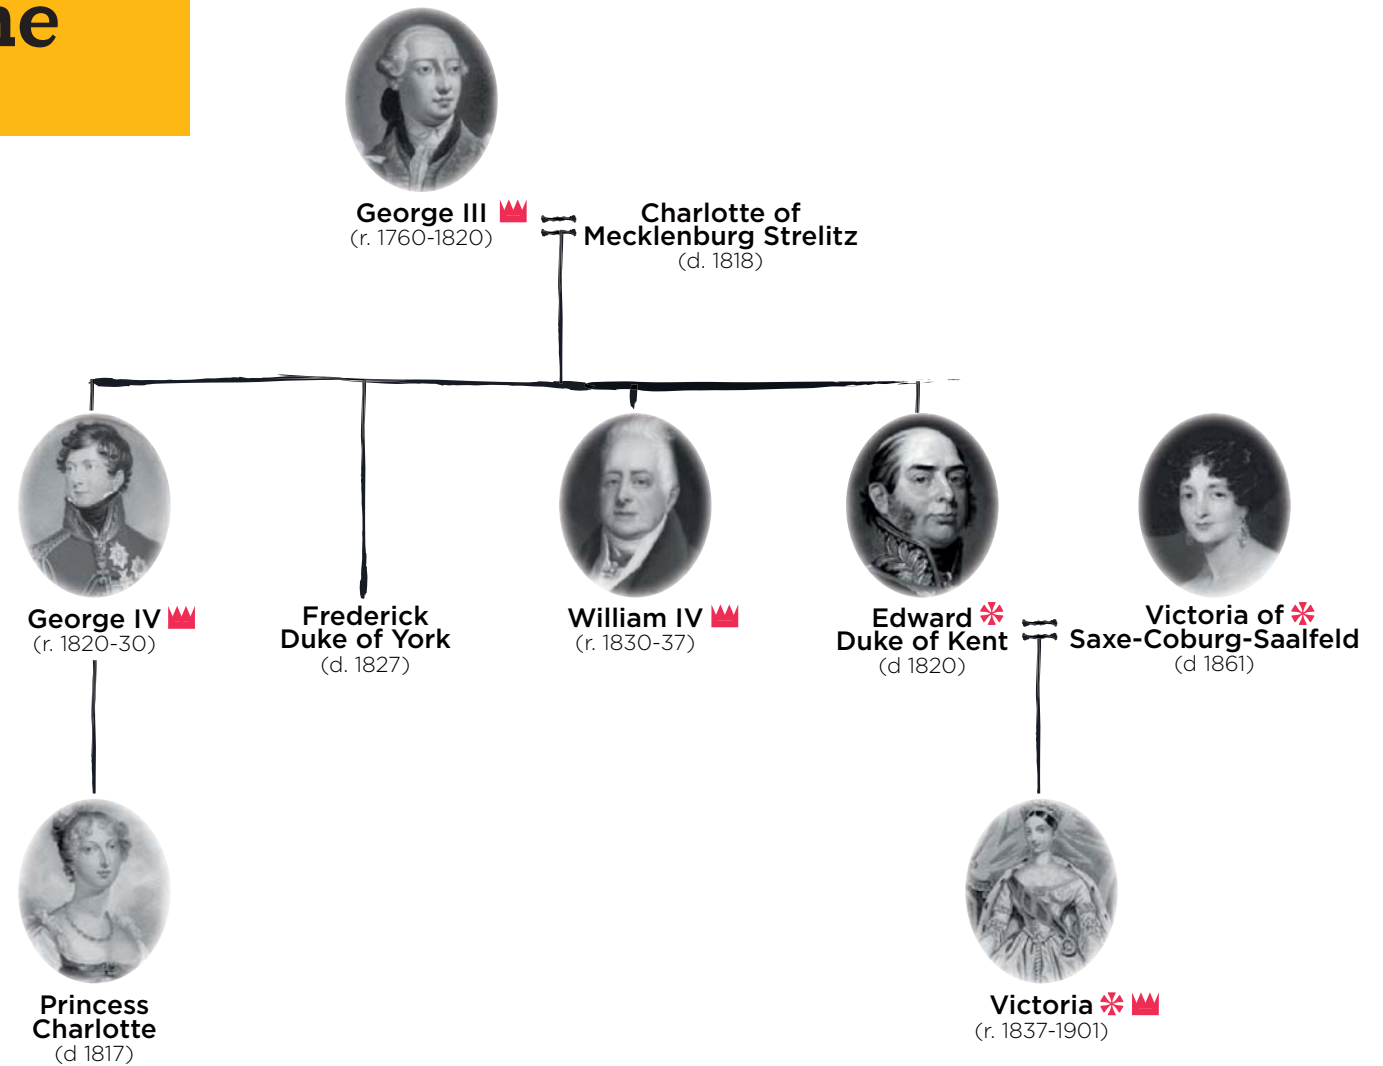 George III
(r. 1760-1820)
Charlotte of
Mecklenburg Strelitz
(d. 1818)
George IV
(r. 1820-30)
Frederick
Duke of York
(d. 1827)
William IV
(r. 1830-37)
Edward
Duke of Kent
(d 1820)
Victoria of
Saxe-Coburg-Saalfeld
(d 1861)
Princess
Charlotte
(d 1817)
Victoria
(r. 1837-1901)